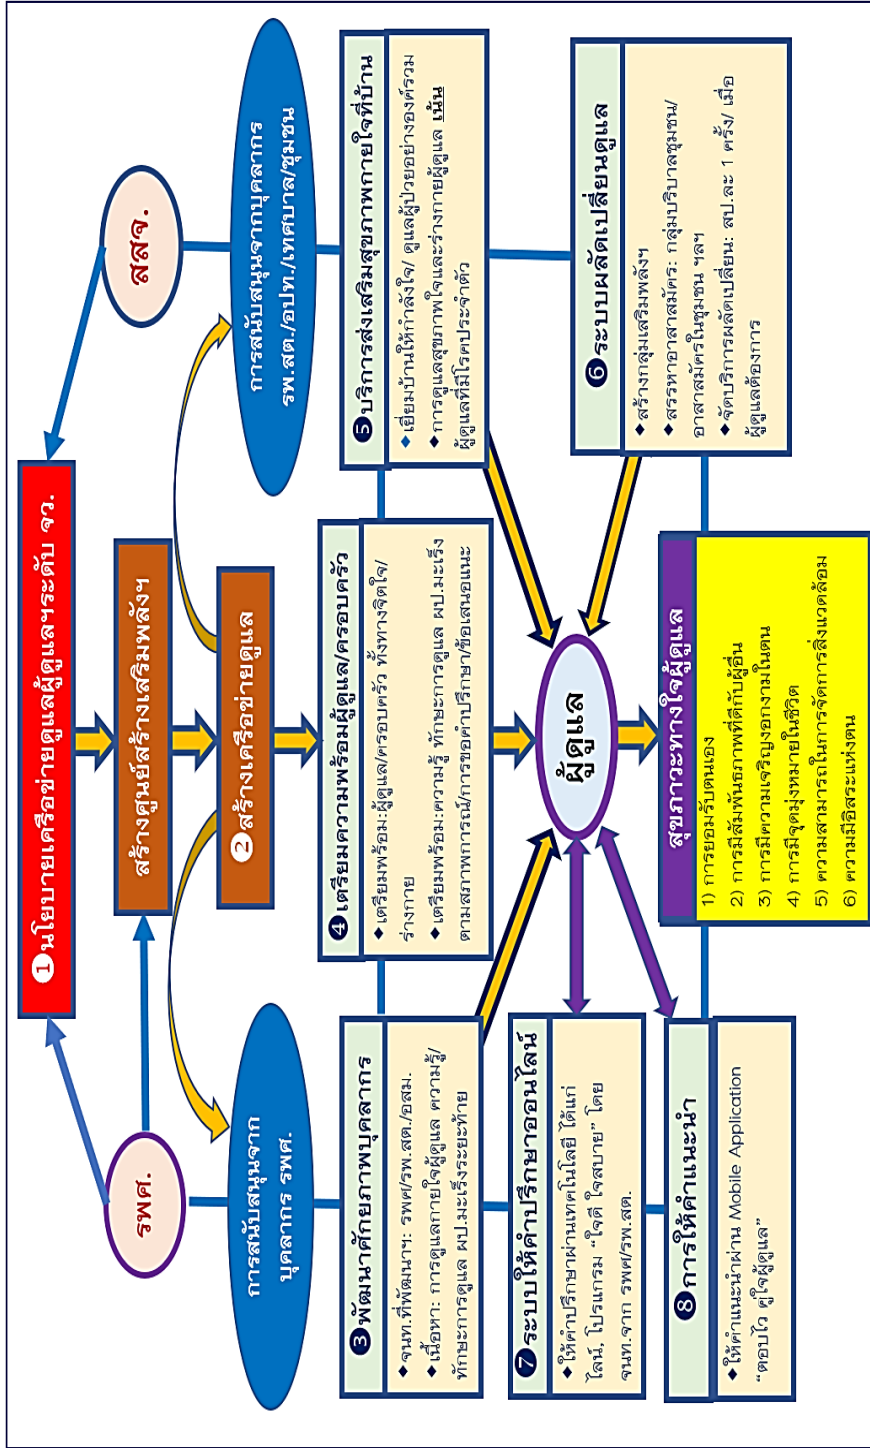 ❶นโยบายเครือข่ายดูแลผู้ดูแลฯระดับ จว.
รพศ.
สร้างศูนย์สร้างเสริมพลังฯ
สสจ.
❷สร้างเครือข่ายดูแล
การสนับสนุนจาก
บุคลากร รพศ.
การสนับสนุนจากบุคลากร
รพ.สต./อปท./เทศบาล/ชุมชน
❸พัฒนาศักยภาพบุคลากร
◆จนท.ที่พัฒนาฯ: รพศ/รพ.สต./อสม.
◆เนื้อหา: การดูแลกายใจผู้ดูแล ความรู้/
ทักษะการดูแล ผป.มะเร็งระยะท้าย
❹เตรียมความพร้อมผู้ดูแล/ครอบครัว
◆เตรียมพร้อม:ผู้ดูแล/ครอบครัว ทั้งทางจิตใจ/
ร่างกาย
◆เตรียมพร้อม:ความรู้ ทักษะการดูแล ผป.มะเร็ง
ตามสภาพการณ์/การขอคำปรึกษา/ข้อเสนอแนะ
❺บริการส่งเสริมสุขภาพกายใจที่บ้าน
◆เยี่ยมบ้านให้กำลังใจ/ ดูแลผู้ป่วยอย่างองค์รวม
◆การดูแลสุขภาพใจและร่างกายผู้ดูแล เน้น
ผู้ดูแลที่มีโรคประจำตัว
❼ระบบให้คำปรึกษาออนไลน์
◆ให้คำปรึกษาผ่านเทคโนโลยี ได้แก่
ไลน์, โปรแกรม “ใจดี ใจสบาย” โดย
จนท.จาก รพศ/รพ.สต.
ผู้ดูแล
❻ระบบผลัดเปลี่ยนดูแล
◆สร้างกลุ่มเสริมพลังฯ
◆สรรหาอาสาสมัคร: กลุ่มบริบาลชุมชน/
อาสาสมัครในชุมชน ฯลฯ
◆จัดบริการผลัดเปลี่ยน: สป.ละ 1 ครั้ง/ เมื่อ
ผู้ดูแลต้องการ
❽การให้คำแนะนำ
◆ให้คำแนะนำผ่าน Mobile Application
“ตอบไว คู่ใจผู้ดูแล”
สุขภาวะทางใจผู้ดูแล
1) การยอมรับตนเอง
2) การมีสัมพันธภาพที่ดีกับผู้อื่น
3) การมีความเจริญงอกงามในตน
4) การมีจุดมุ่งหมายในชีวิต
5) ความสามารถในการจัดการสิ่งแวดล้อม
6) ความมีอิสระแห่งตน